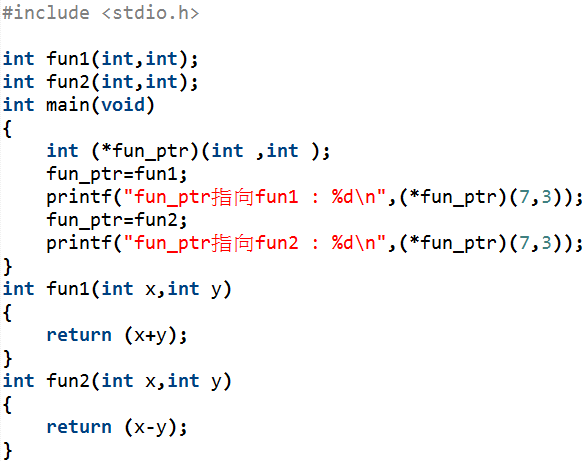 #include <stdio.h>

int fun1(int,int);
int fun2(int,int);
int main(void)
{
    int (*fun_ptr)(int ,int );
    fun_ptr=fun1;
    printf("fun_ptr指向fun1 : %d\n",(*fun_ptr)(7,3));
    fun_ptr=fun2;
    printf("fun_ptr指向fun2 : %d\n",(*fun_ptr)(7,3));
}
int fun1(int x,int y)
{
    return (x+y);
}
int fun2(int x,int y)
{
    return (x-y);
}